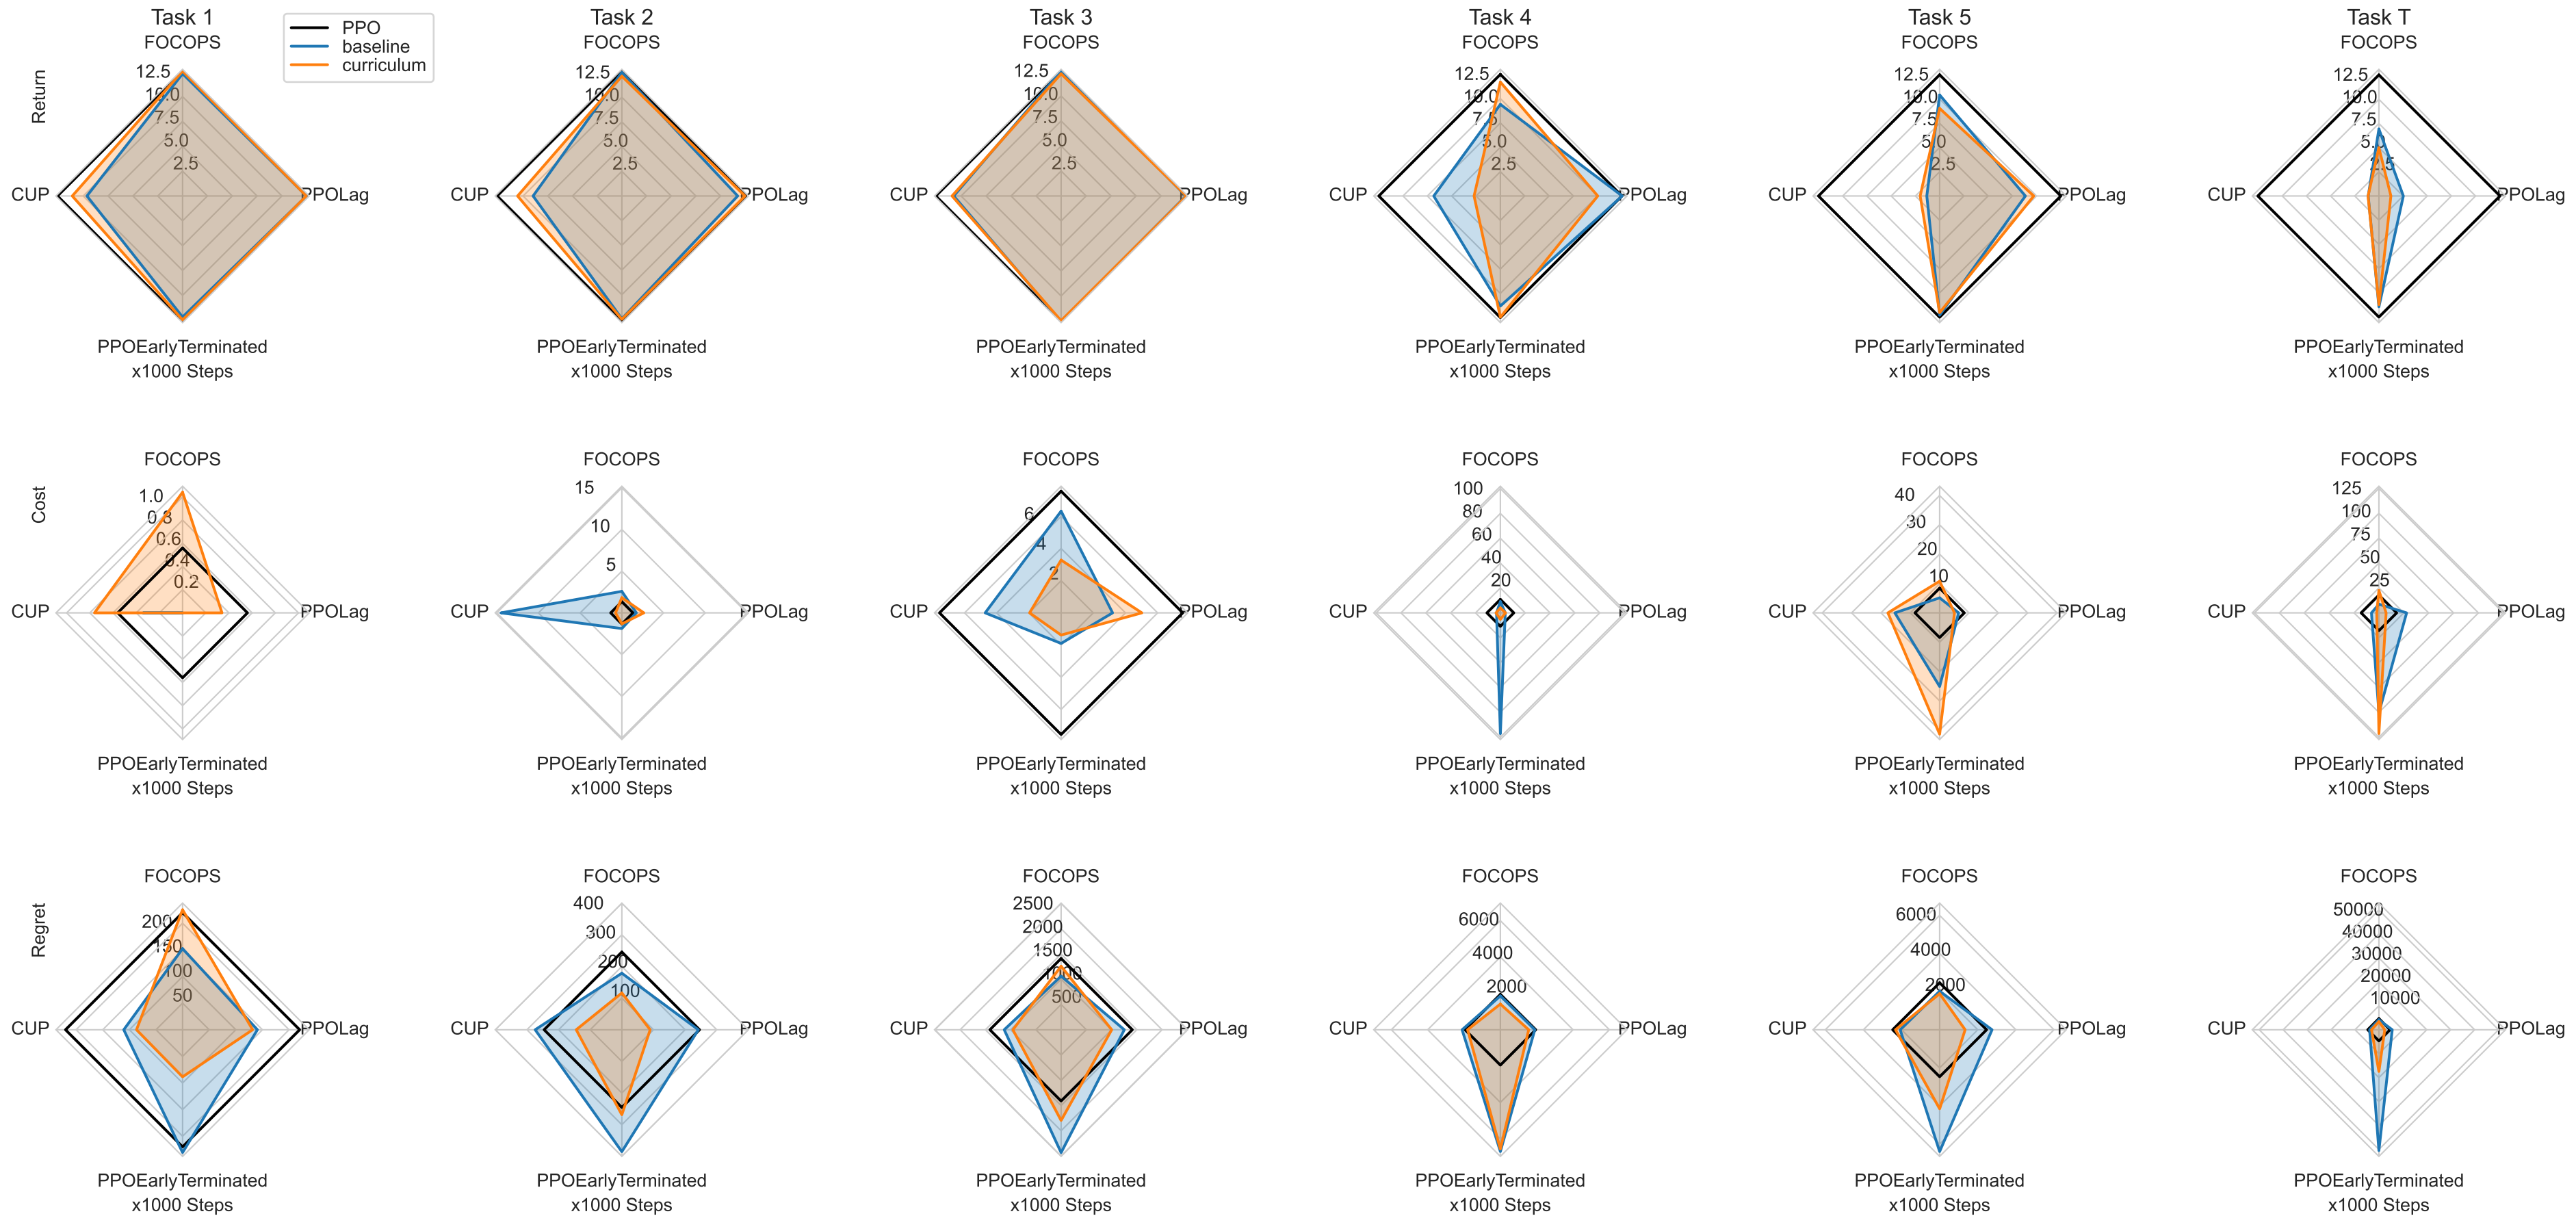 Task 1
Task 2
Task 3
Task 4
Task 5
Task T
PPO
baseline
curriculum
Return
FOCOPS
12.5
10.0
7.5
5.0
2.5
CUP
PPOLag
PPOEarlyTerminated
x1000 Steps
FOCOPS
12.5
10.0
7.5
5.0
2.5
CUP
PPOLag
PPOEarlyTerminated
x1000 Steps
FOCOPS
12.5
10.0
7.5
5.0
2.5
CUP
PPOLag
PPOEarlyTerminated
x1000 Steps
FOCOPS
12.5
10.0
7.5
5.0
2.5
CUP
PPOLag
PPOEarlyTerminated
x1000 Steps
FOCOPS
12.5
10.0
7.5
5.0
2.5
CUP
PPOLag
PPOEarlyTerminated
x1000 Steps
FOCOPS
12.5
10.0
7.5
5.0
2.5
CUP
PPOLag
PPOEarlyTerminated
x1000 Steps
Cost
FOCOPS
1.0
0.8
0.6
0.4
0.2
CUP
PPOLag
PPOEarlyTerminated
x1000 Steps
FOCOPS
15
10
5
CUP
PPOLag
PPOEarlyTerminated
x1000 Steps
FOCOPS
6
4
2
CUP
PPOLag
PPOEarlyTerminated
x1000 Steps
FOCOPS
100
80
60
40
20
CUP
PPOLag
PPOEarlyTerminated
x1000 Steps
FOCOPS
40
30
20
10
CUP
PPOLag
PPOEarlyTerminated
x1000 Steps
FOCOPS
125
100
75
50
25
CUP
PPOLag
PPOEarlyTerminated
x1000 Steps
Regret
FOCOPS
200
150
100
50
CUP
PPOLag
PPOEarlyTerminated
x1000 Steps
FOCOPS
400
300
200
100
CUP
PPOLag
PPOEarlyTerminated
x1000 Steps
FOCOPS
2500
2000
1500
1000
500
CUP
PPOLag
PPOEarlyTerminated
x1000 Steps
FOCOPS
6000
4000
2000
CUP
PPOLag
PPOEarlyTerminated
x1000 Steps
FOCOPS
6000
4000
2000
CUP
PPOLag
PPOEarlyTerminated
x1000 Steps
FOCOPS
50000
40000
30000
20000
10000
CUP
PPOLag
PPOEarlyTerminated
x1000 Steps